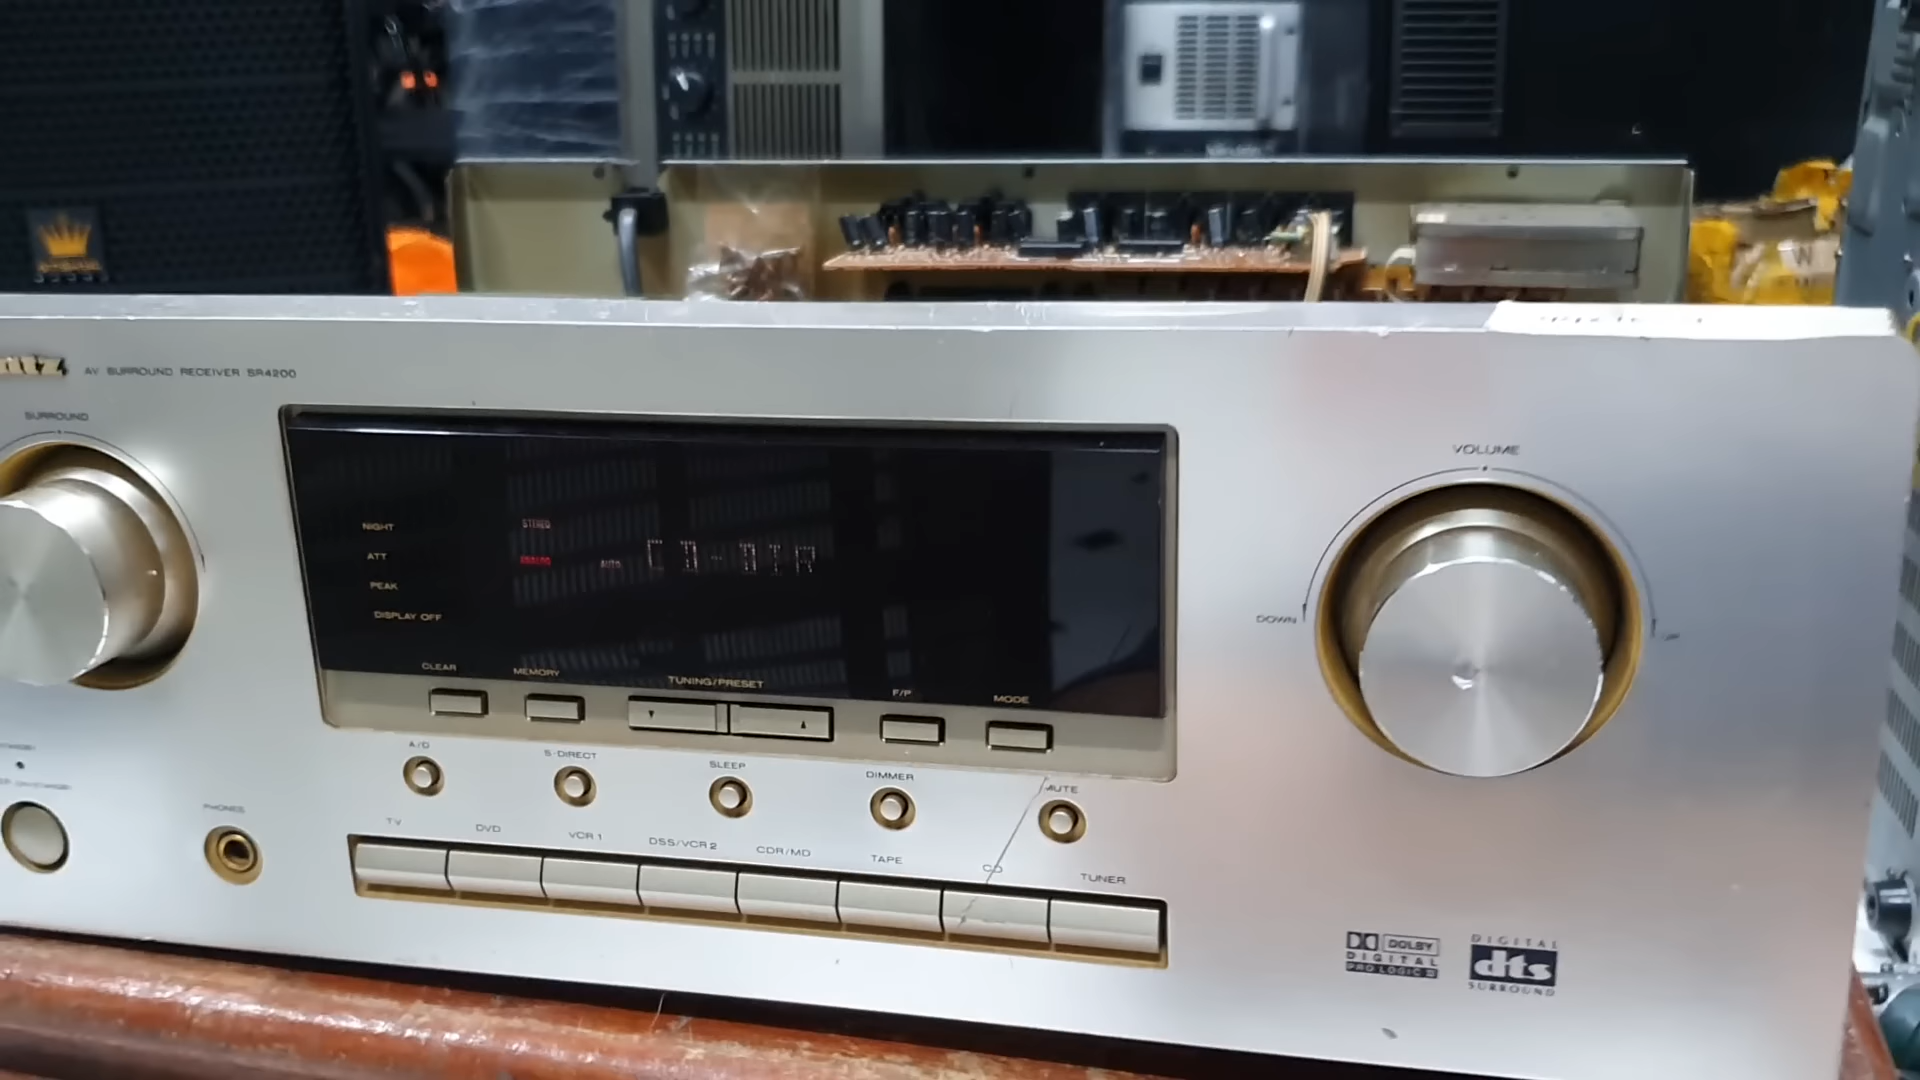 AV SURROUND RECEIVER SR4200
SURROUND
VOLUME
DOWN
NIGHT
ATT
PEAK
DISPLAY OFF
STEREO
ANALOG
AUTO
CD-DIR
CLEAR
MEMORY
TUNING/PRESET
F/P
MODE
A/D
S-DIRECT
SLEEP
DIMMER
MUTE
PHONES
TV
DVD
VCR 1
DSS/VCR 2
CDR/MD
TAPE
CD
TUNER
DOLBY
DIGITAL
PRO LOGIC II
DIGITAL
dts
SURROUND